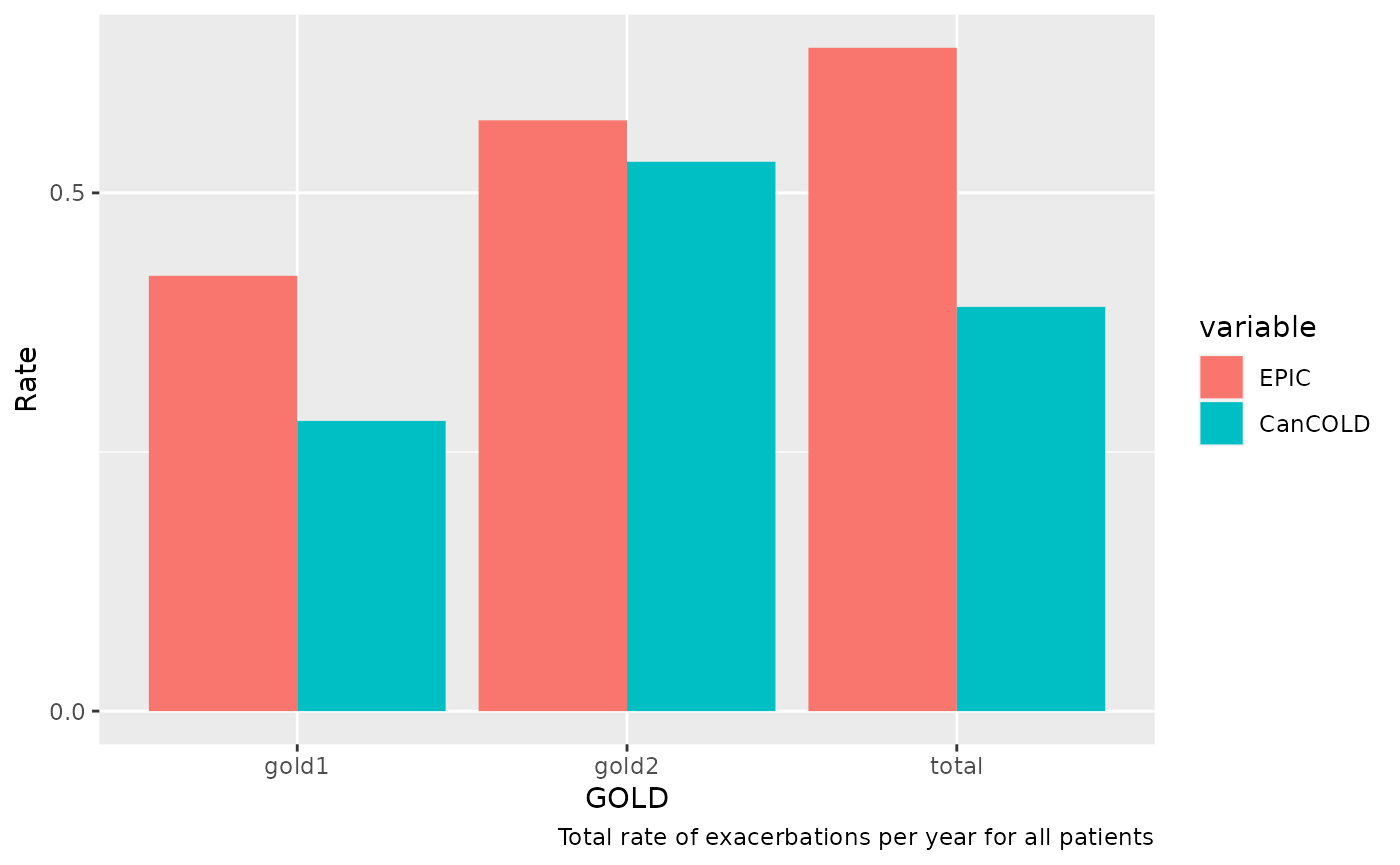 Rate
0.5
0.0
gold1 gold2 total
GOLD
Total rate of exacerbations per year for all patients
variable
EPIC
CanCOLD